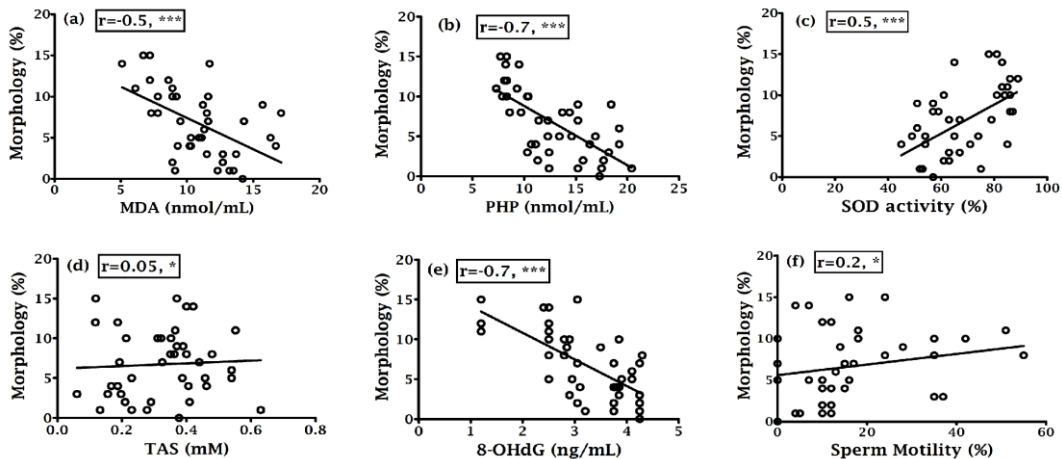 (a)
r=-0.5, ***
Morphology (%)
20
15
10
5
0
0 5 10 15 20
MDA (nmol/mL)
(b)
r=-0.7, ***
Morphology (%)
20
15
10
5
0
0 5 10 15 20 25
PHP (nmol/mL)
(c)
r=0.5, ***
Morphology (%)
20
15
10
5
0
0 20 40 60 80 100
SOD activity (%)
(d)
r=0.05, *
Morphology (%)
20
15
10
5
0
0.0 0.2 0.4 0.6 0.8
TAS (mM)
(e)
r=-0.7, ***
Morphology (%)
20
15
10
5
0
0 1 2 3 4 5
8-OHdG (ng/mL)
(f)
r=0.2, *
Morphology (%)
20
15
10
5
0
0 20 40 60
Sperm Motility (%)